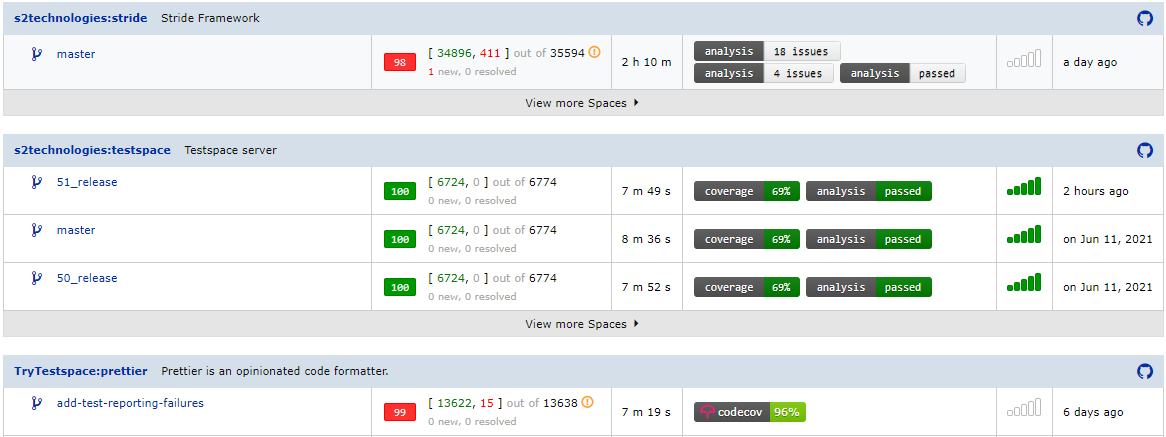 s2technologies:stride Stride Framework
master 98 [ 34896, 411 ] out of 35594 2 h 10 m analysis 18 issues a day ago
1 new, 0 resolved analysis 4 issues analysis passed
View more Spaces
s2technologies:testspace Testspace server
51_release 100 [ 6724, 0 ] out of 6774 7 m 49 s coverage 69% analysis passed 2 hours ago
0 new, 0 resolved
master 100 [ 6724, 0 ] out of 6774 8 m 36 s coverage 69% analysis passed on Jun 11, 2021
0 new, 0 resolved
50_release 100 [ 6724, 0 ] out of 6774 7 m 52 s coverage 69% analysis passed on Jun 11, 2021
0 new, 0 resolved
View more Spaces
TryTestspace:prettier Prettier is an opinionated code formatter.
add-test-reporting-failures 99 [ 13622, 15 ] out of 13638 7 m 19 s codecov 96% 6 days ago
0 new, 0 resolved